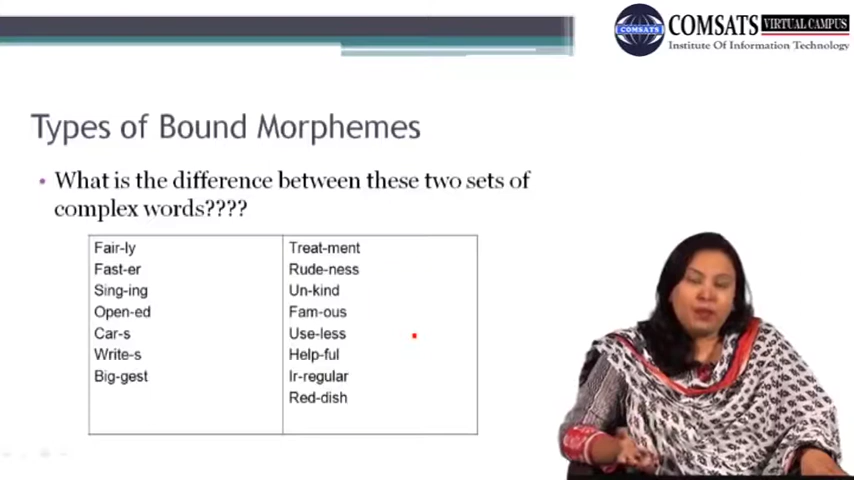 COMSATS
COMSATS VIRTUAL CAMPUS
Institute Of Information Technology
Types of Bound Morphemes
• What is the difference between these two sets of
complex words????
Fair-ly
Fast-er
Sing-ing
Open-ed
Car-s
Write-s
Big-gest
Treat-ment
Rude-ness
Un-kind
Fam-ous
Use-less
Help-ful
Ir-regular
Red-dish